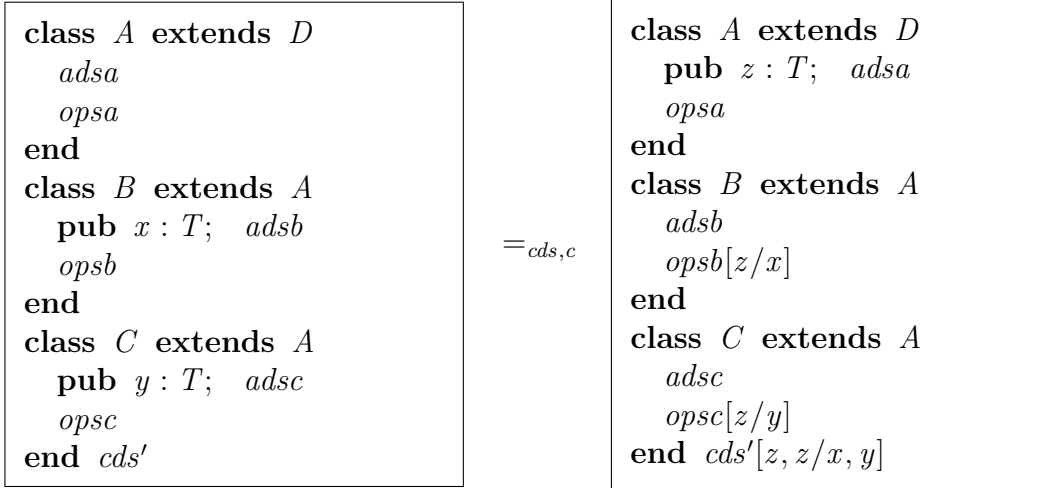 class A extends D
adsa
opsa
end
class B extends A
pub x : T; adsb
opsb
end
class C extends A
pub y : T; adsc
opsc
end cds′
=cds,c
class A extends D
pub z : T; adsa
opsa
end
class B extends A
adsb
opsb[z/x]
end
class C extends A
adsc
opsc[z/y]
end cds′[z, z/x, y]